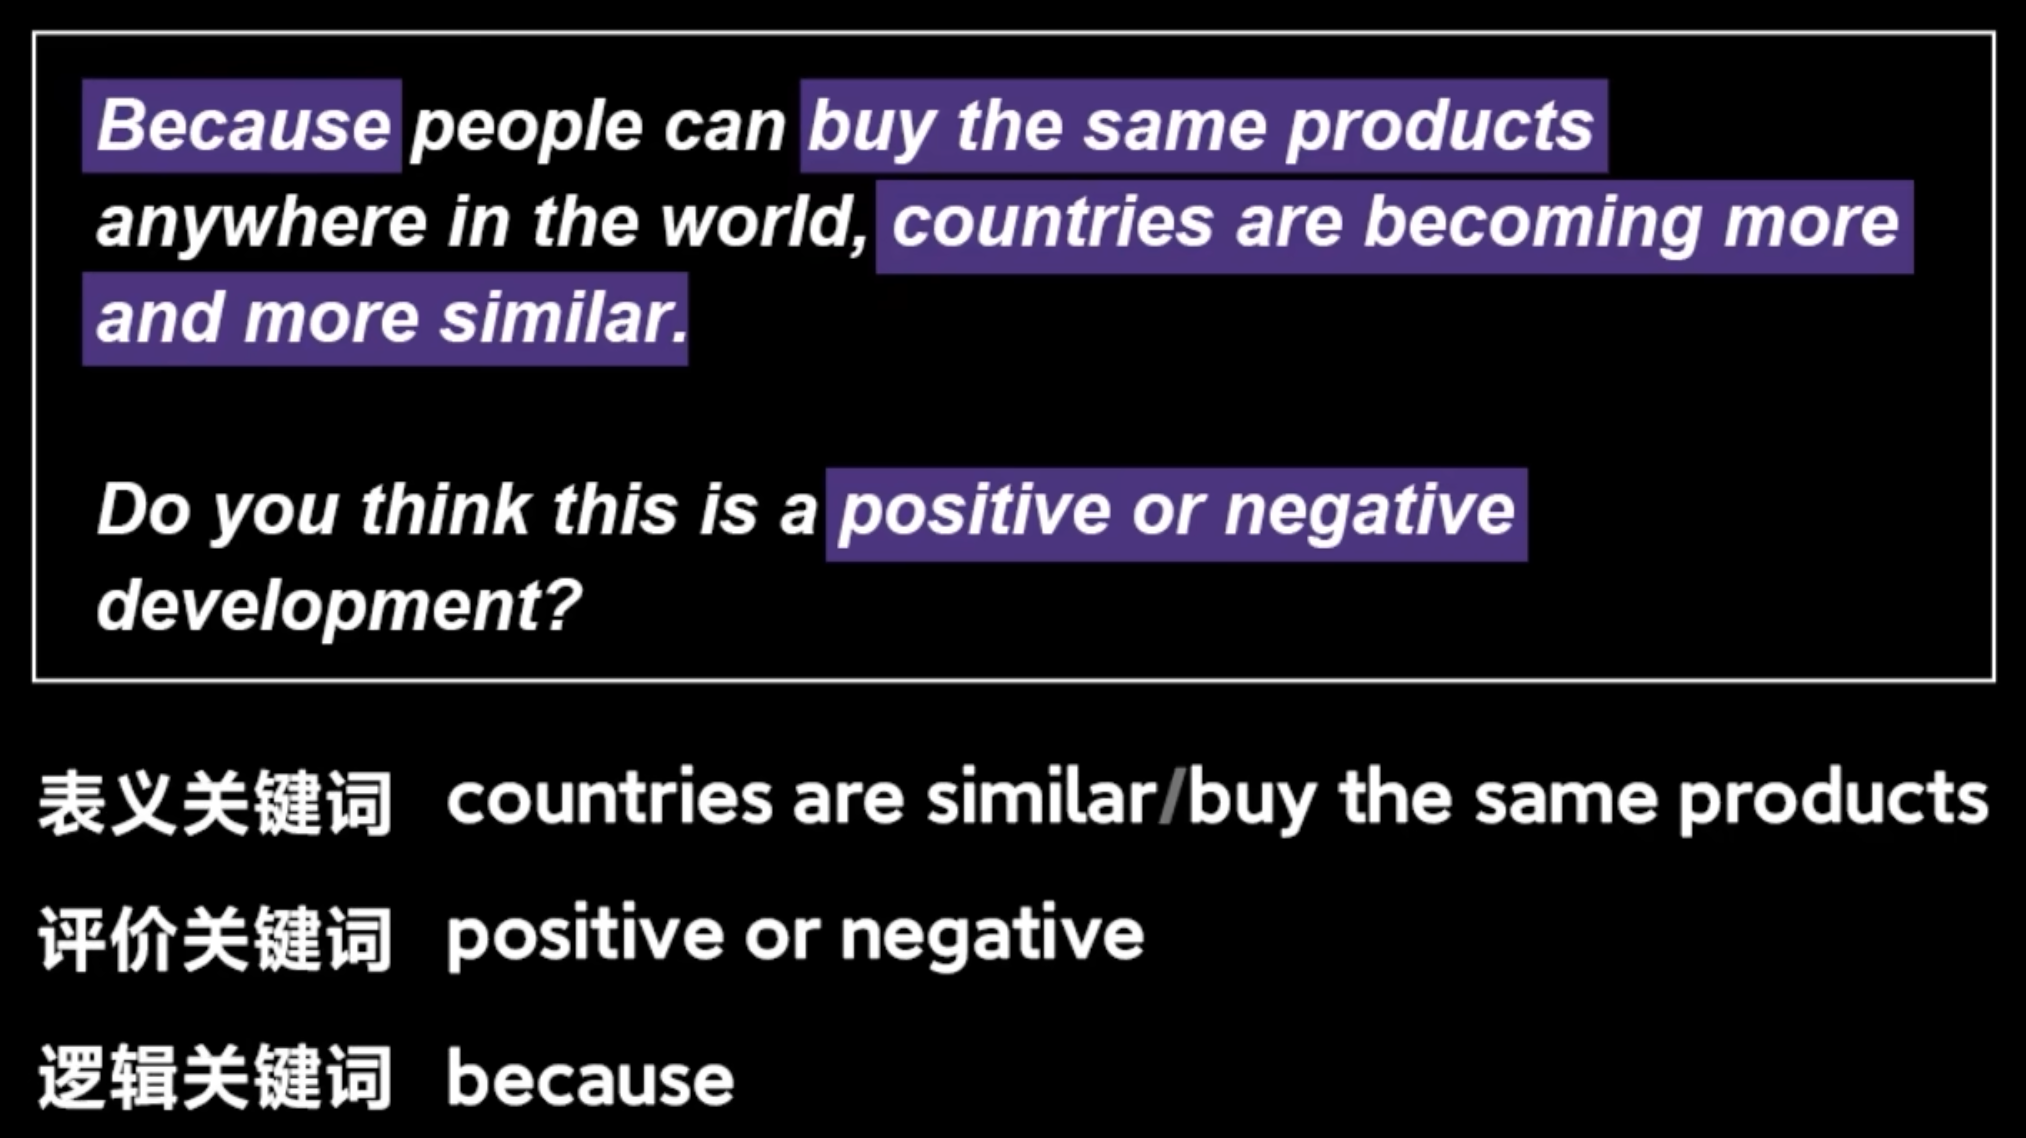 Because people can buy the same products
anywhere in the world, countries are becoming more
and more similar.
Do you think this is a positive or negative
development?
表义关键词 countries are similar/buy the same products
评价关键词 positive or negative
逻辑关键词 because